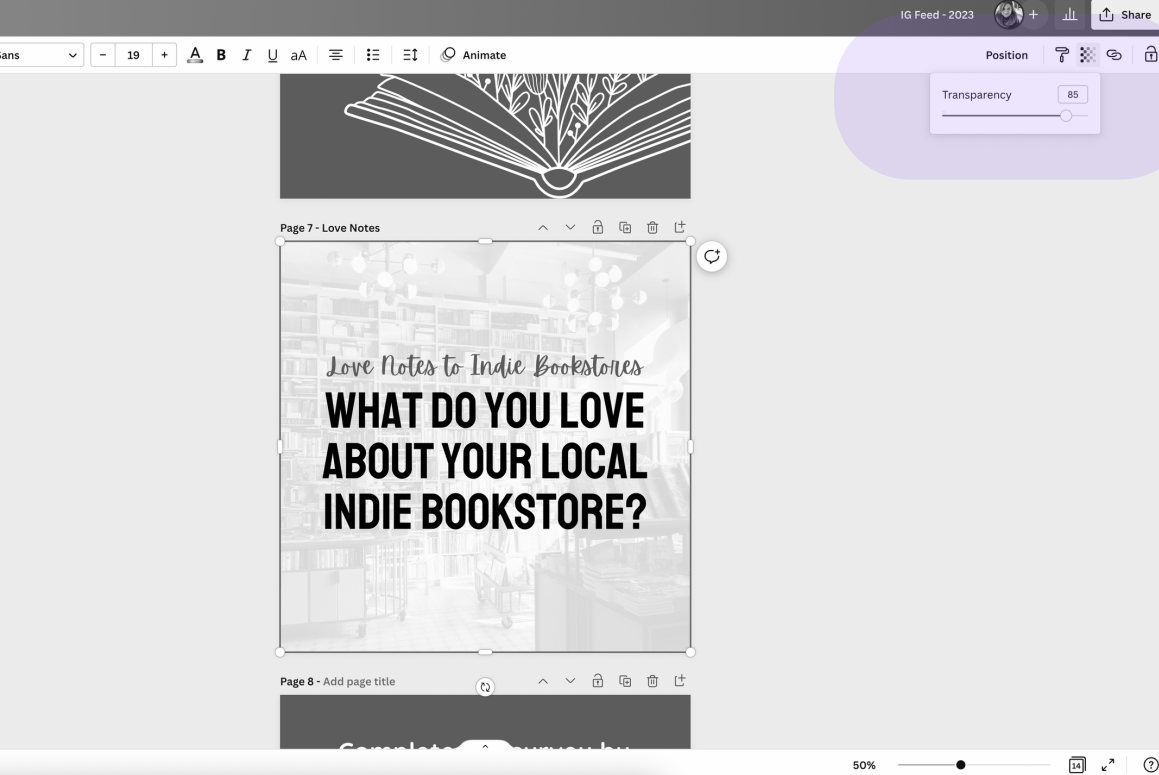 IG Feed - 2023
Share
19
B
I
U
aA
Animate
Position
Transparency
85
Page 7 - Love Notes
Love Notes to Indie Bookstores
WHAT DO YOU LOVE
ABOUT YOUR LOCAL
INDIE BOOKSTORE?
Page 8 - Add page title
50%
14